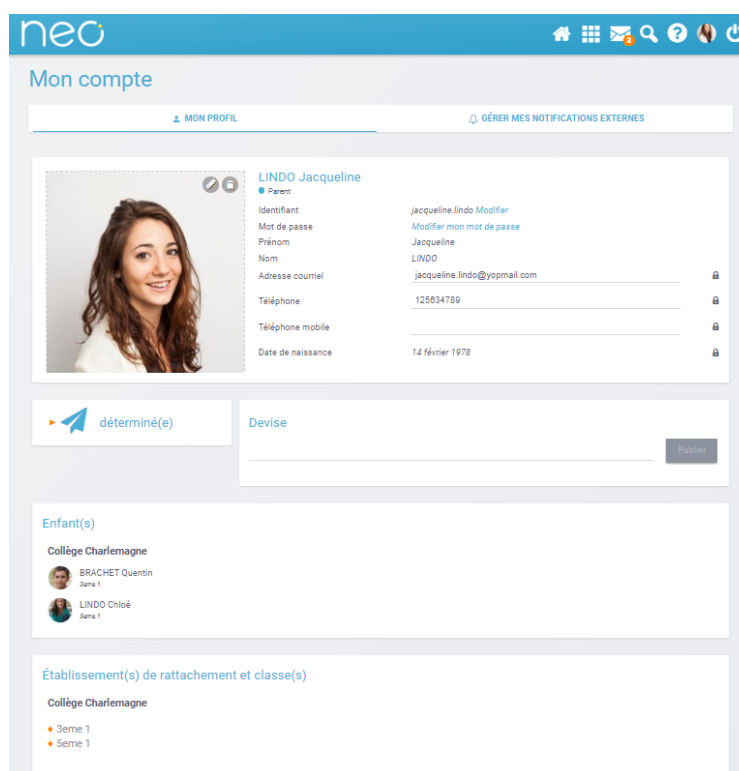 neo
3
Mon compte
MON PROFIL
GÉRER MES NOTIFICATIONS EXTERNES
LINDO Jacqueline
Parent
Identifiant jacqueline.lindo Modifier
Mot de passe Modifier mon mot de passe
Prénom Jacqueline
Nom LINDO
Adresse courriel jacqueline.lindo@yopmail.com
Téléphone 125634789
Téléphone mobile
Date de naissance 14 février 1978
déterminé(e)
Devise
Publier
Enfant(s)
Collège Charlemagne
BRACHET Quentin
LINDO Chloé
Établissement(s) de rattachement et classe(s)
Collège Charlemagne
3eme 1
5eme 1